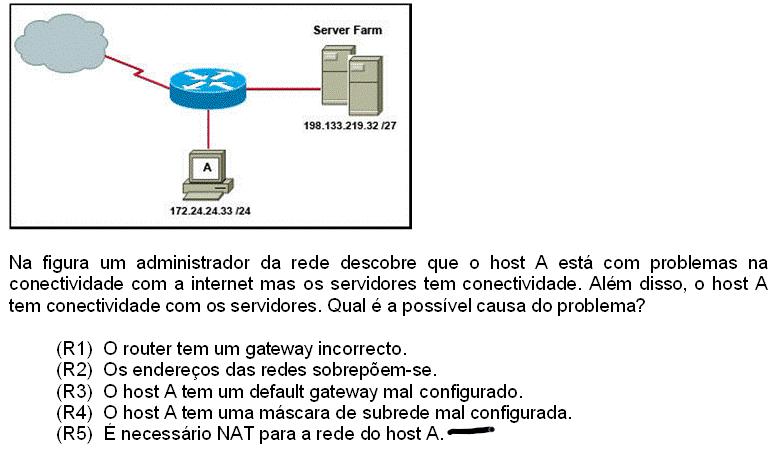 Server Farm
198.133.219.32 /27
A
172.24.24.33 /24
Na figura um administrador da rede descobre que o host A está com problemas na
conectividade com a internet mas os servidores tem conectividade. Além disso, o host A
tem conectividade com os servidores. Qual é a possível causa do problema?
(R1) O router tem um gateway incorrecto.
(R2) Os endereços das redes sobrepõem-se.
(R3) O host A tem um default gateway mal configurado.
(R4) O host A tem uma máscara de subrede mal configurada.
(R5) É necessário NAT para a rede do host A.